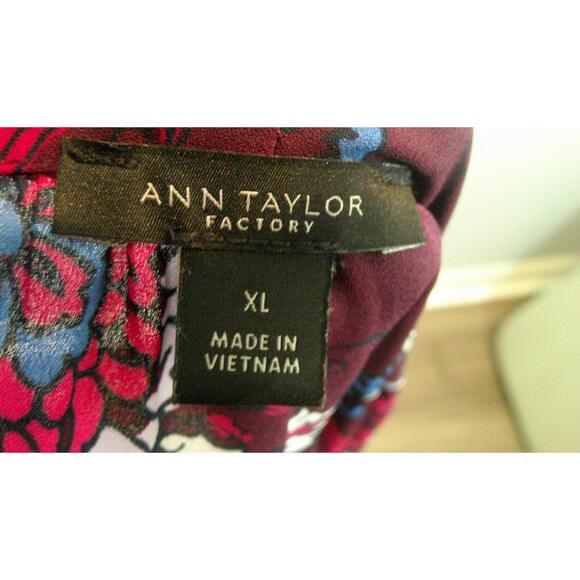 ANN TAYLOR
FACTORY
XL
MADE IN
VIETNAM